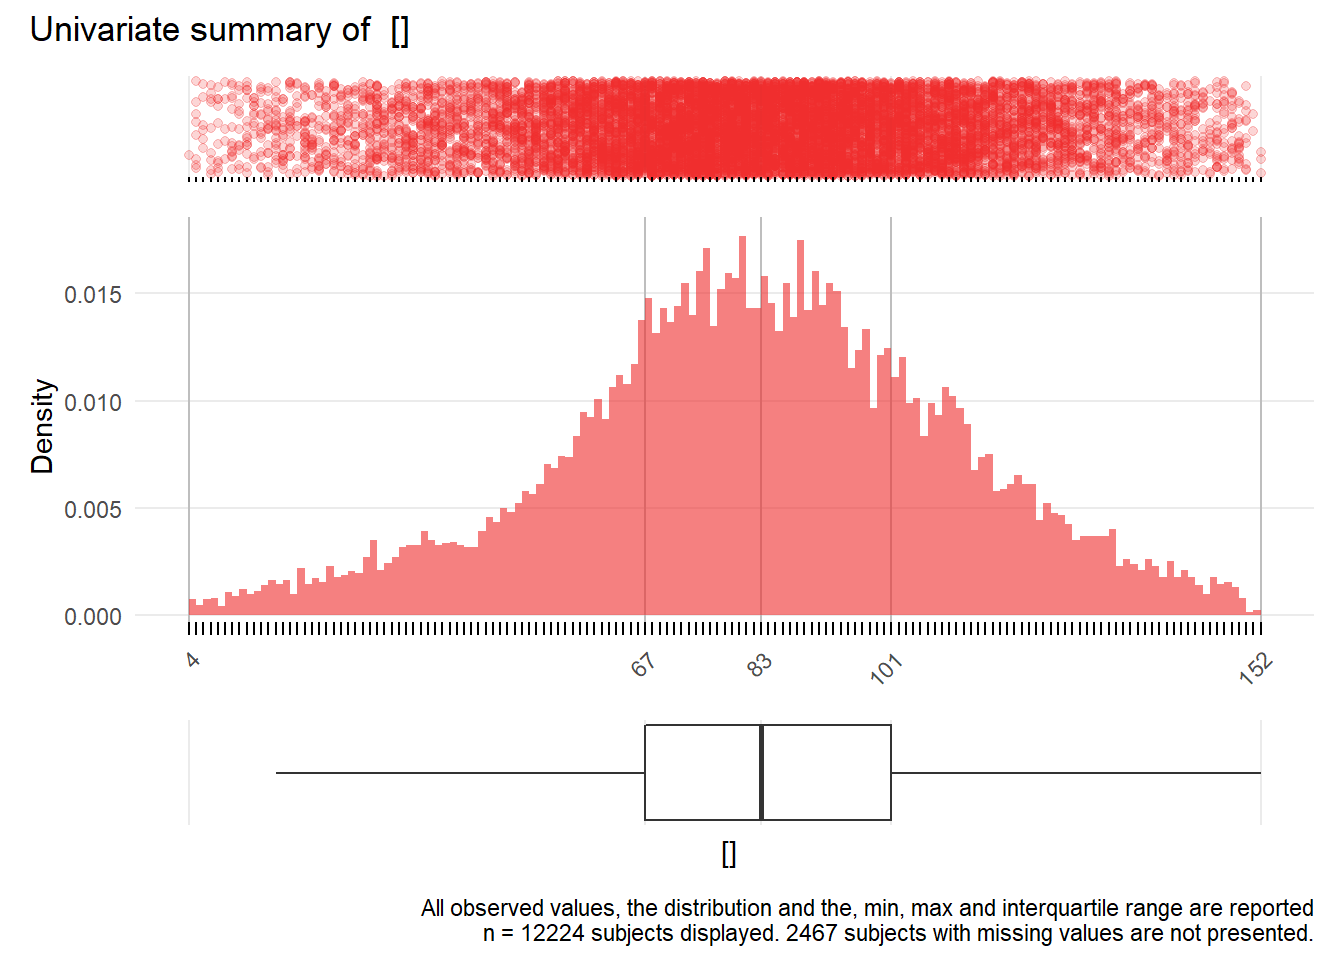 Univariate summary of  []
Density
0.015
0.010
0.005
0.000
4
67
83
101
152
[]
All observed values, the distribution and the, min, max and interquartile range are reported
n = 12224 subjects displayed. 2467 subjects with missing values are not presented.